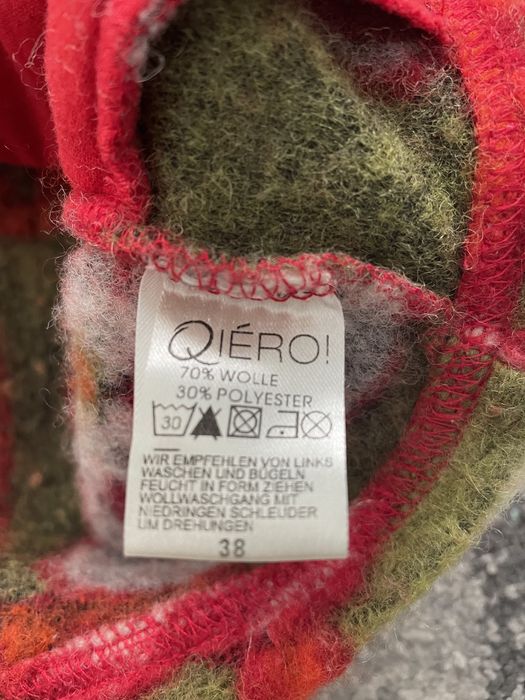 QIÉRO!
70% WOLLE
30% POLYESTER
30
WIR EMPFEHLEN VON LINKS
WASCHEN UND BÜGELN
FEUCHT IN FORM ZIEHEN
WOLLWASCHGANG MIT
NIEDRINGEN SCHLEUDER
UM DREHUNGEN
38